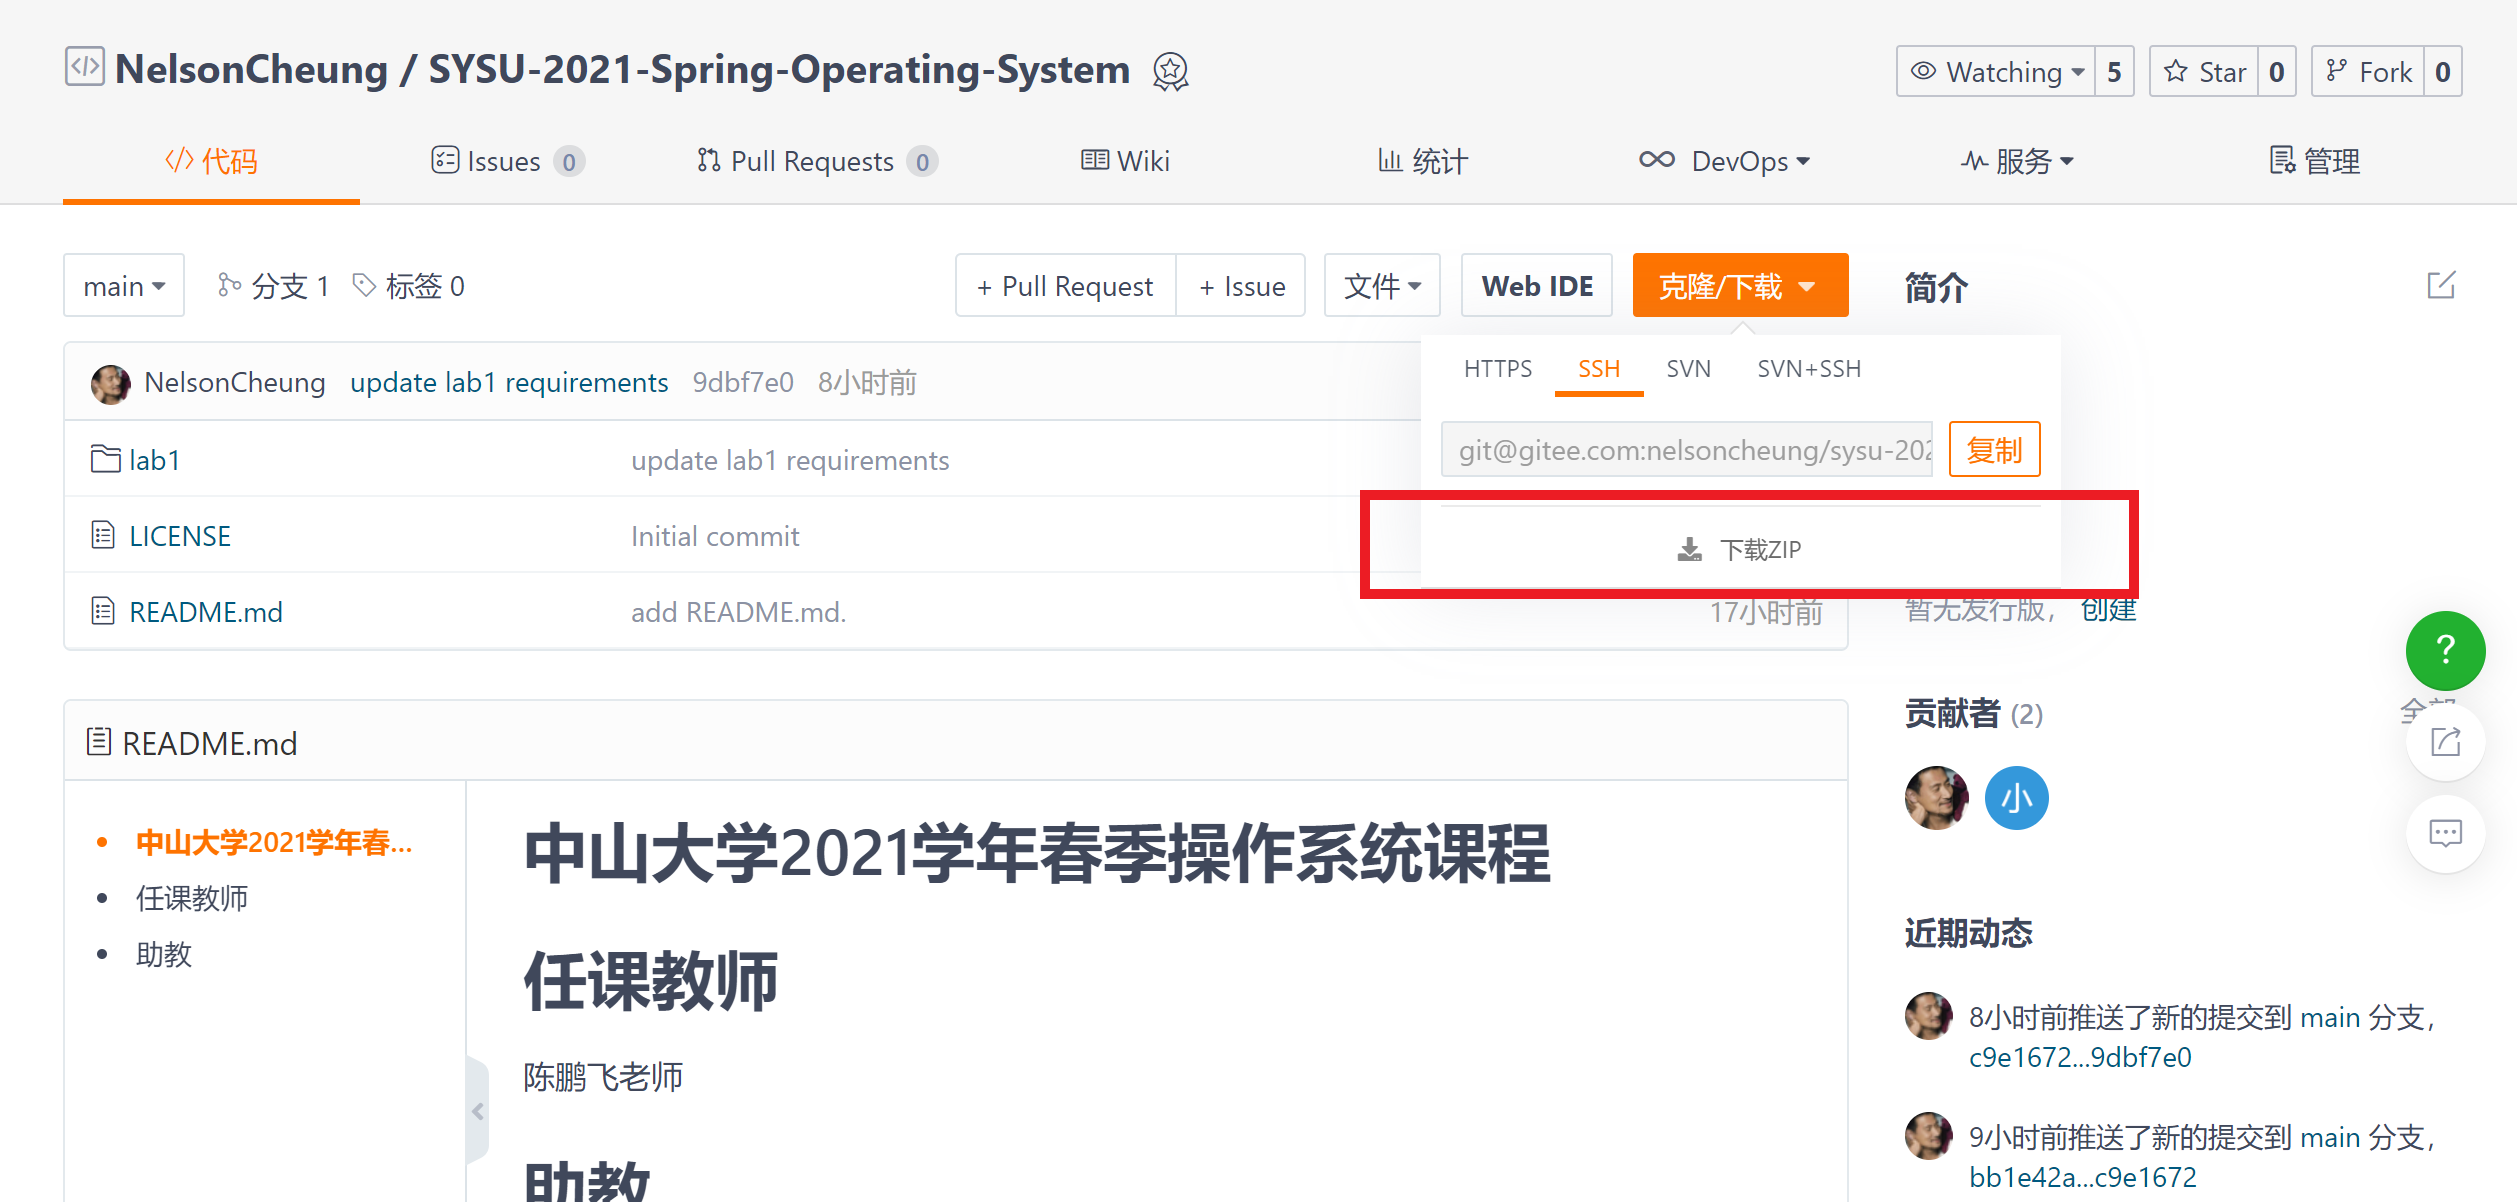 NelsonCheung / SYSU-2021-Spring-Operating-System
Watching 5
Star 0
Fork 0
代码
Issues 0
Pull Requests 0
Wiki
统计
DevOps
服务
管理
main
分支 1
标签 0
+ Pull Request
+ Issue
文件
Web IDE
克隆/下载
简介
HTTPS
SSH
SVN
SVN+SSH
git@gitee.com:nelsoncheung/sysu-202
复制
下载ZIP
NelsonCheung update lab1 requirements 9dbf7e0 8小时前
lab1 update lab1 requirements
LICENSE Initial commit
README.md add README.md. 17小时前
暂无发行版， 创建
?
贡献者 (2)
全部
小
README.md
中山大学2021学年春...
任课教师
助教
中山大学2021学年春季操作系统课程
任课教师
陈鹏飞老师
助教
近期动态
8小时前推送了新的提交到 main 分支，
c9e1672...9dbf7e0
9小时前推送了新的提交到 main 分支，
bb1e42a...c9e1672